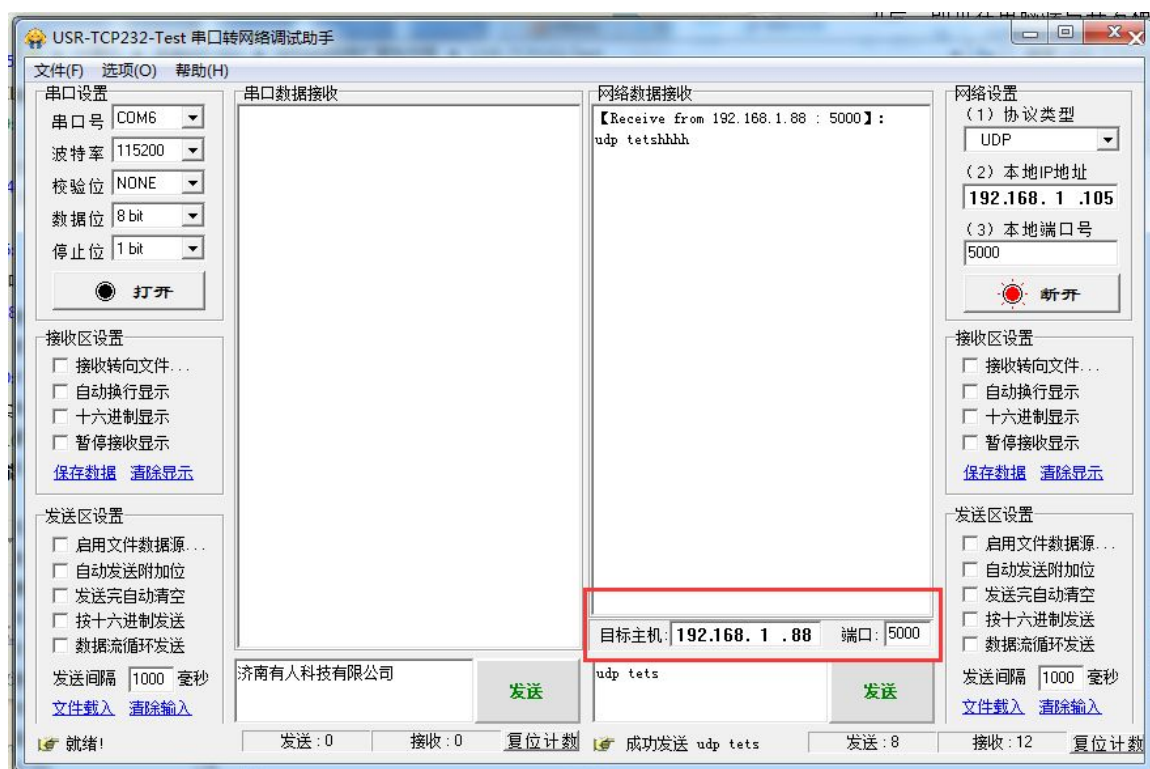 USR-TCP232-Test 串口转网络调试助手
文件(F) 选项(O) 帮助(H)
串口设置
串口号 COM6
波特率 115200
校验位 NONE
数据位 8 bit
停止位 1 bit
打开
接收区设置
接收转向文件...
自动换行显示
十六进制显示
暂停接收显示
保存数据 清除显示
发送区设置
启用文件数据源...
自动发送附加位
发送完自动清空
按十六进制发送
数据流循环发送
发送间隔 1000 毫秒
文件载入 清除输入
串口数据接收
济南有人科技有限公司
发送
网络数据接收
【Receive from 192.168.1.88 : 5000】:
udp tetshhhh
目标主机: 192.168. 1 .88 端口: 5000
udp tets
发送
网络设置
(1) 协议类型
UDP
(2) 本地IP地址
192.168. 1 .105
(3) 本地端口号
5000
断开
接收区设置
接收转向文件...
自动换行显示
十六进制显示
暂停接收显示
保存数据 清除显示
发送区设置
启用文件数据源...
自动发送附加位
发送完自动清空
按十六进制发送
数据流循环发送
发送间隔 1000 毫秒
文件载入 清除输入
就绪! 发送:0 接收:0 复位计数 成功发送 udp tets 发送:8 接收:12 复位计数